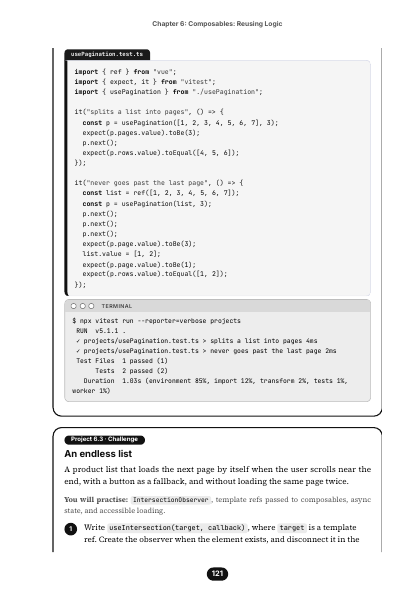 Chapter 6: Composables: Reusing Logic
usePagination.test.ts
import { ref } from "vue";
import { expect, it } from "vitest";
import { usePagination } from "./usePagination";
it("splits a list into pages", () => {
  const p = usePagination([1, 2, 3, 4, 5, 6, 7], 3);
  expect(p.pages.value).toBe(3);
  p.next();
  expect(p.rows.value).toEqual([4, 5, 6]);
});
it("never goes past the last page", () => {
  const list = ref([1, 2, 3, 4, 5, 6, 7]);
  const p = usePagination(list, 3);
  p.next();
  p.next();
  p.next();
  expect(p.page.value).toBe(3);
  list.value = [1, 2];
  expect(p.page.value).toBe(1);
  expect(p.rows.value).toEqual([1, 2]);
});
TERMINAL
$ npx vitest run --reporter=verbose projects
 RUN  v5.1.1 .
 ✓ projects/usePagination.test.ts > splits a list into pages 4ms
 ✓ projects/usePagination.test.ts > never goes past the last page 2ms
 Test Files  1 passed (1)
      Tests  2 passed (2)
   Duration  1.03s (environment 85%, import 12%, transform 2%, tests 1%,
worker 1%)
Project 6.3 · Challenge
An endless list
A product list that loads the next page by itself when the user scrolls near the
end, with a button as a fallback, and without loading the same page twice.
You will practise: IntersectionObserver, template refs passed to composables, async
state, and accessible loading.
1 Write useIntersection(target, callback), where target is a template
ref. Create the observer when the element exists, and disconnect it in the
121